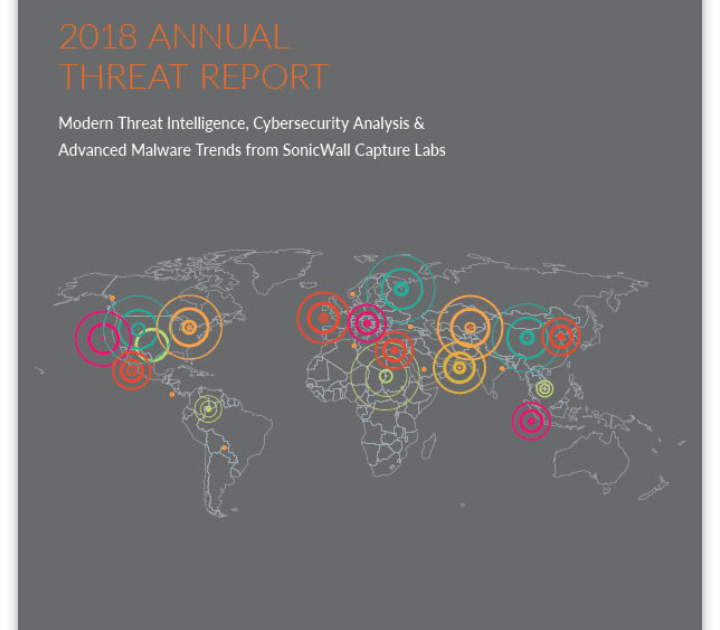 2018 ANNUAL
THREAT REPORT
Modern Threat Intelligence, Cybersecurity Analysis &
Advanced Malware Trends from SonicWall Capture Labs